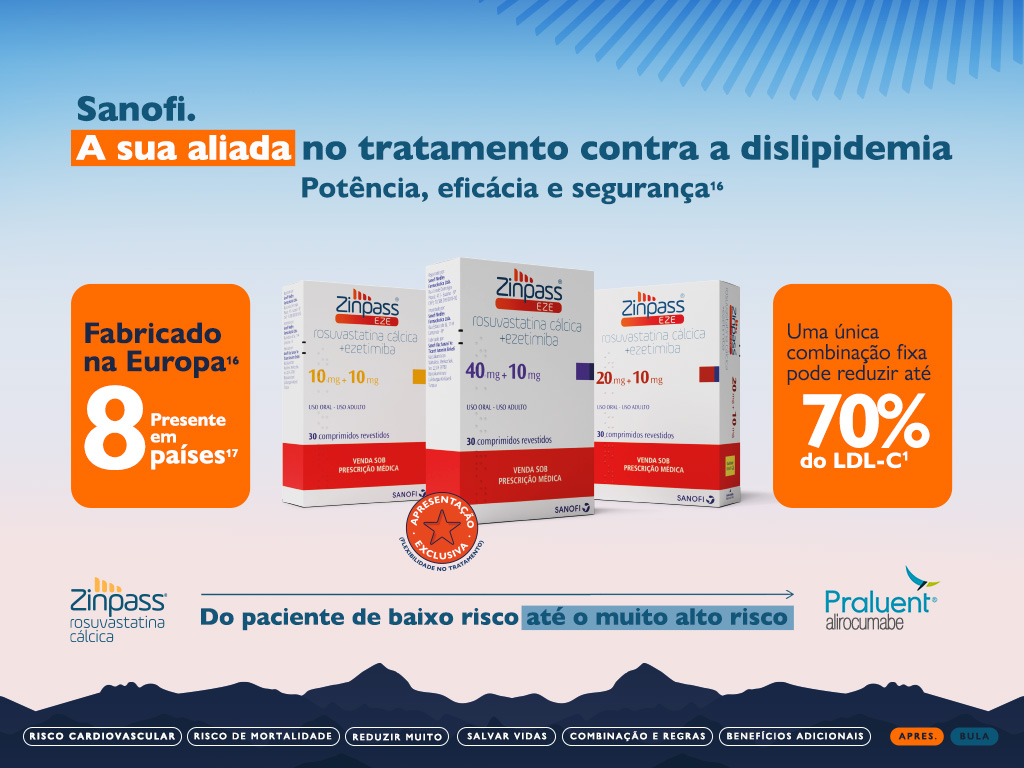 Sanofi.
A sua aliada no tratamento contra a dislipidemia
Potência, eficácia e segurança¹⁶
Fabricado
na Europa¹⁶
8 Presente
em
países¹⁷
Zinpass®
EZE
rosuvastatina cálcica
+ezetimiba
10 mg + 10 mg
USO ORAL - USO ADULTO
30 comprimidos revestidos
VENDA SOB
PRESCRIÇÃO MÉDICA
SANOFI
Zinpass®
EZE
rosuvastatina cálcica
+ezetimiba
40 mg + 10 mg
USO ORAL - USO ADULTO
30 comprimidos revestidos
VENDA SOB
PRESCRIÇÃO MÉDICA
SANOFI
Zinpass®
EZE
rosuvastatina cálcica
+ezetimiba
20 mg + 10 mg
USO ORAL - USO ADULTO
30 comprimidos revestidos
VENDA SOB
PRESCRIÇÃO MÉDICA
SANOFI
Zinpass
EZE
20 mg + 10 mg
APRESENTAÇÃO
EXCLUSIVA
(FLEXIBILIDADE NO TRATAMENTO)
Uma única
combinação fixa
pode reduzir até
70%
do LDL-C¹
Zinpass®
rosuvastatina
cálcica
Do paciente de baixo risco até o muito alto risco
Praluent®
alirocumabe
RISCO CARDIOVASCULAR
RISCO DE MORTALIDADE
REDUZIR MUITO
SALVAR VIDAS
COMBINAÇÃO E REGRAS
BENEFÍCIOS ADICIONAIS
APRES.
BULA